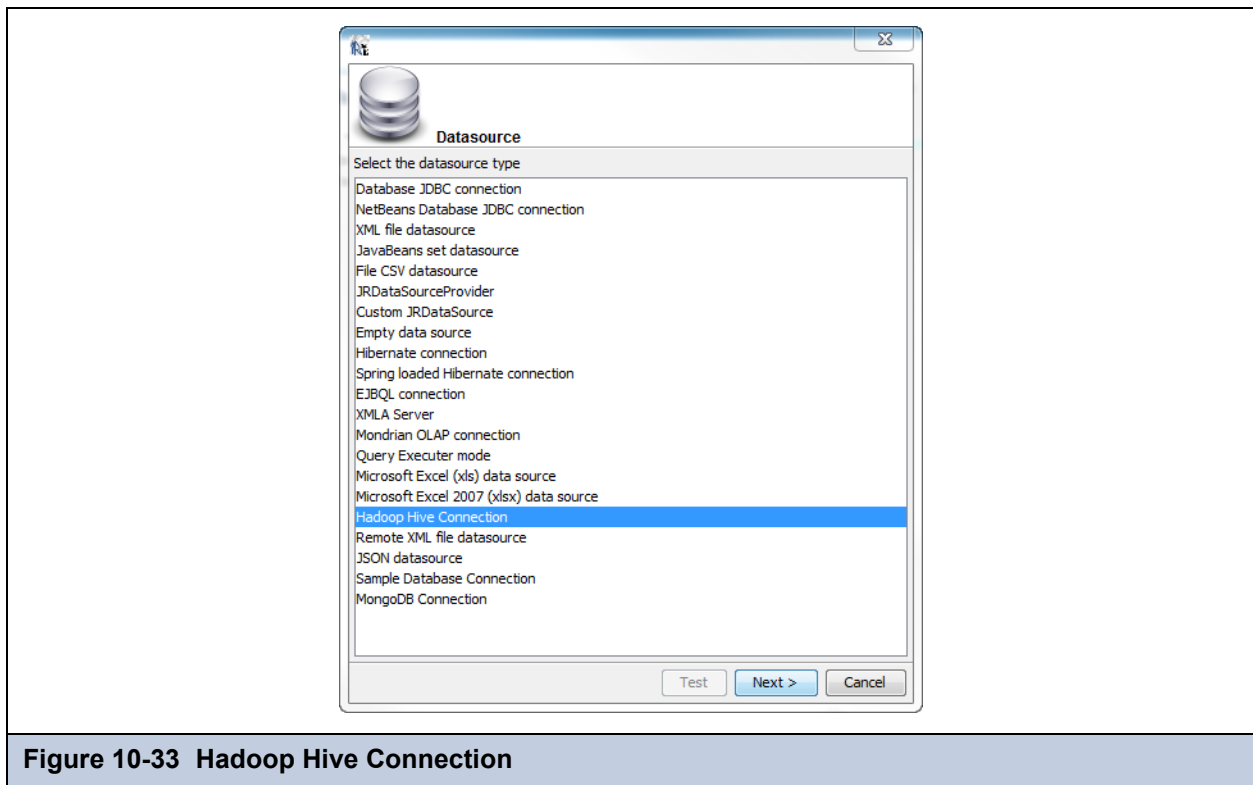 Datasource
Select the datasource type
Database JDBC connection
NetBeans Database JDBC connection
XML file datasource
JavaBeans set datasource
File CSV datasource
JRDataSourceProvider
Custom JRDataSource
Empty data source
Hibernate connection
Spring loaded Hibernate connection
EJBQL connection
XMLA Server
Mondrian OLAP connection
Query Executer mode
Microsoft Excel (xls) data source
Microsoft Excel 2007 (xlsx) data source
Hadoop Hive Connection
Remote XML file datasource
JSON datasource
Sample Database Connection
MongoDB Connection
Test Next > Cancel
Figure 10-33 Hadoop Hive Connection